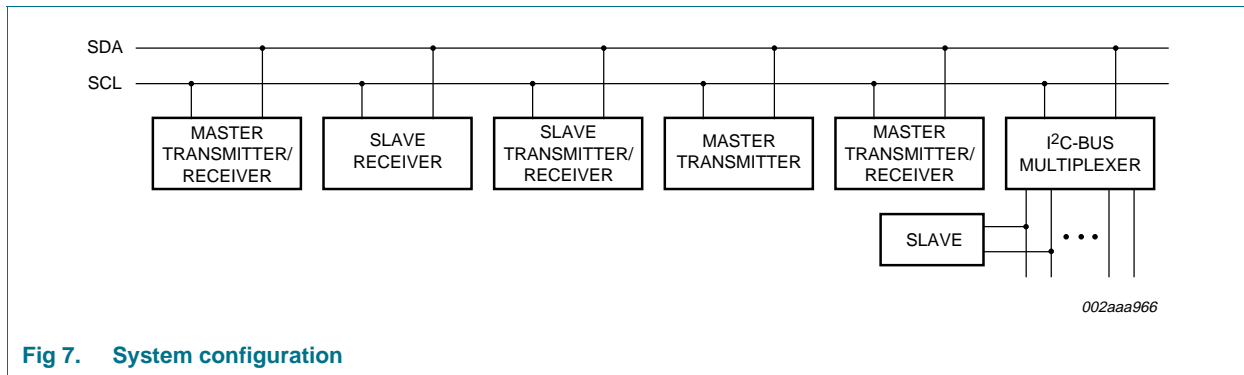 SDA
SCL
MASTER
TRANSMITTER/
RECEIVER
SLAVE
RECEIVER
SLAVE
TRANSMITTER/
RECEIVER
MASTER
TRANSMITTER
MASTER
TRANSMITTER/
RECEIVER
I²C-BUS
MULTIPLEXER
SLAVE
002aaa966
Fig 7. System configuration